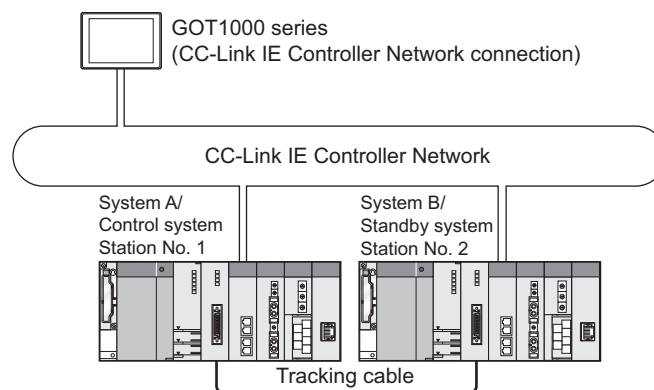 GOT1000 series
(CC-Link IE Controller Network connection)
CC-Link IE Controller Network
System A/
Control system
Station No. 1
System B/
Standby system
Station No. 2
Tracking cable